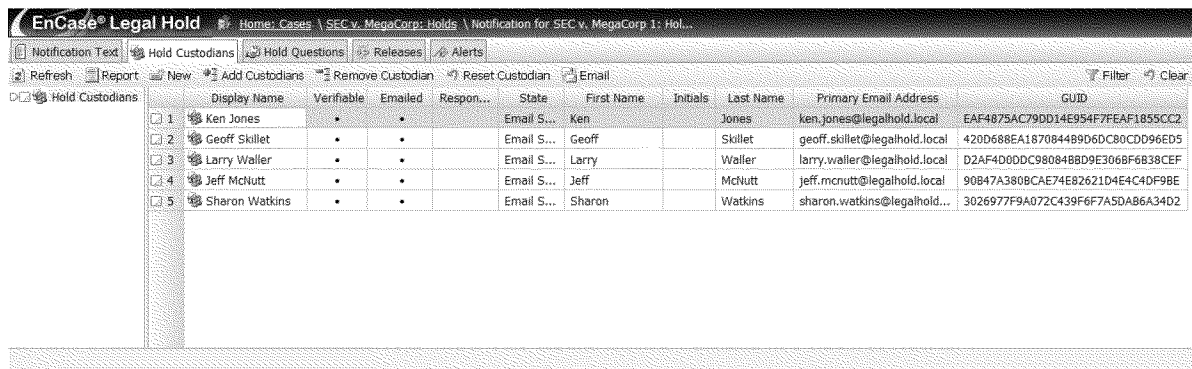 EnCase® Legal Hold Home: Cases \ SEC v. MegaCorp: Holds \ Notification for SEC v. MegaCorp 1: Hol...
Notification Text Hold Custodians Hold Questions Releases Alerts
Refresh Report New Add Custodians Remove Custodian Reset Custodian Email Filter Clear
Hold Custodians Display Name Verifiable Emailed Respon... State First Name Initials Last Name Primary Email Address GUID
1 Ken Jones • • Email S... Ken Jones ken.jones@legalhold.local EAF4875AC79DD14E954F7FEAF1855CC2
2 Geoff Skillet • • Email S... Geoff Skillet geoff.skillet@legalhold.local 420D688EA1870844B9D6DC80CDD96ED5
3 Larry Waller • • Email S... Larry Waller larry.waller@legalhold.local D2AF4D0DDC98084BBD9E306BF6B38CEF
4 Jeff McNutt • • Email S... Jeff McNutt jeff.mcnutt@legalhold.local 90B47A380BCAE74E82621D4E4C4DF9BE
5 Sharon Watkins • • Email S... Sharon Watkins sharon.watkins@legalhold... 3026977F9A072C439F6F7A5DAB6A34D2